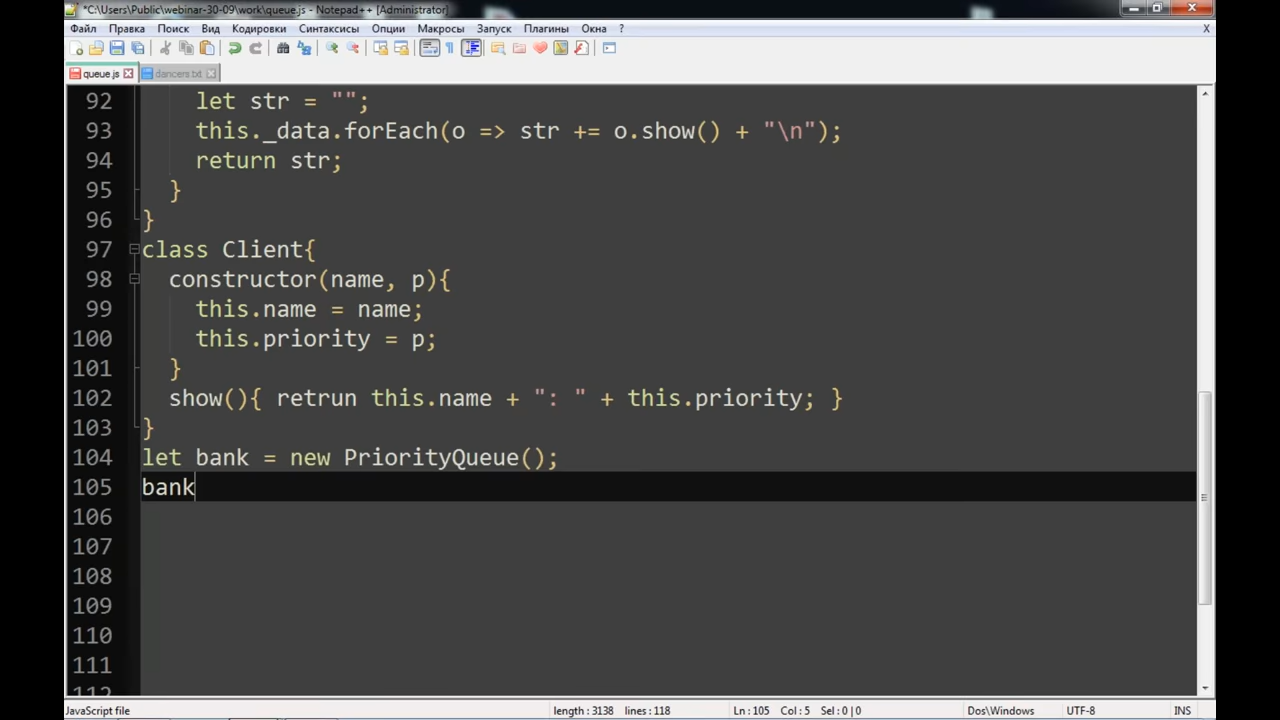 *C:\Users\Public\webinar-30-09\work\queue.js - Notepad++ [Administrator]
Файл Правка Поиск Вид Кодировки Синтаксисы Опции Макросы Запуск Плагины Окна ? X
queue.js dancers.txt
92 let str = "";
93 this._data.forEach(o => str += o.show() + "\n");
94 return str;
95 }
96 }
97 class Client{
98 constructor(name, p){
99 this.name = name;
100 this.priority = p;
101 }
102 show(){ retrun this.name + ": " + this.priority; }
103 }
104 let bank = new PriorityQueue();
105 bank
106
107
108
109
110
111
112
JavaScript file length : 3138 lines : 118 Ln : 105 Col : 5 Sel : 0 | 0 Dos\Windows UTF-8 INS